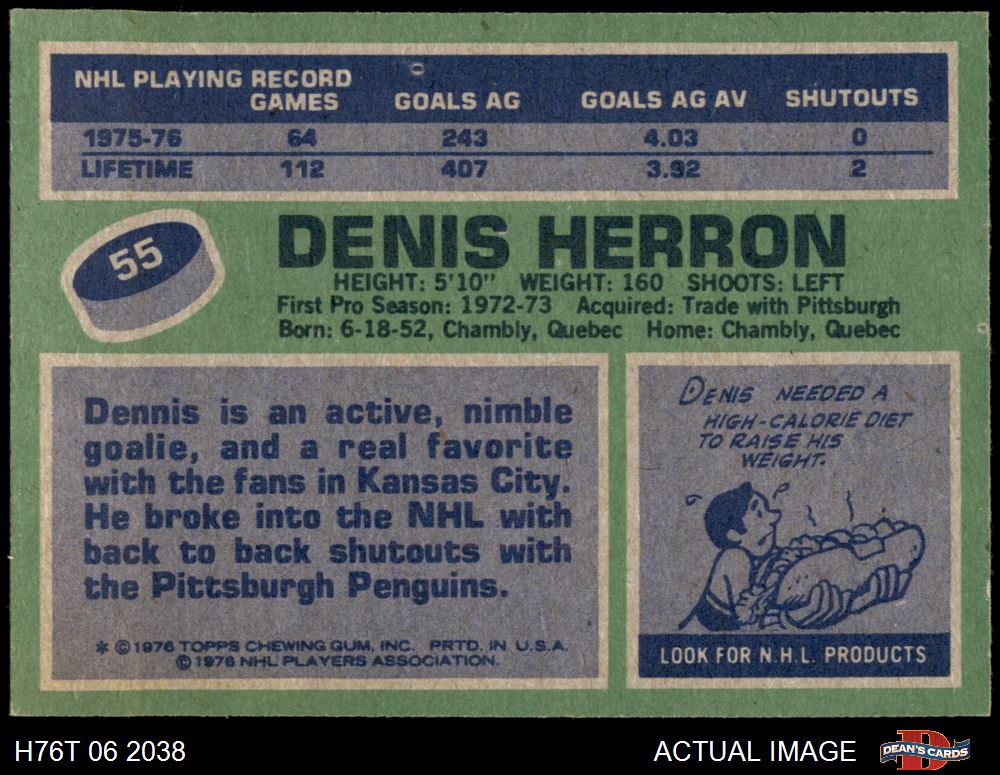 NHL PLAYING RECORD
GAMES GOALS AG GOALS AG AV SHUTOUTS
1975-76 64 243 4.03 0
LIFETIME 112 407 3.92 2
55
DENIS HERRON
HEIGHT: 5'10" WEIGHT: 160 SHOOTS: LEFT
First Pro Season: 1972-73 Acquired: Trade with Pittsburgh
Born: 6-18-52, Chambly, Quebec Home: Chambly, Quebec
Dennis is an active, nimble
goalie, and a real favorite
with the fans in Kansas City.
He broke into the NHL with
back to back shutouts with
the Pittsburgh Penguins.
* © 1976 TOPPS CHEWING GUM, INC. PRTD. IN U.S.A.
© 1976 NHL PLAYERS ASSOCIATION.
DENIS NEEDED A
HIGH-CALORIE DIET
TO RAISE HIS
WEIGHT.
LOOK FOR N.H.L. PRODUCTS
H76T 06 2038
ACTUAL IMAGE
D
DEAN'S CARDS